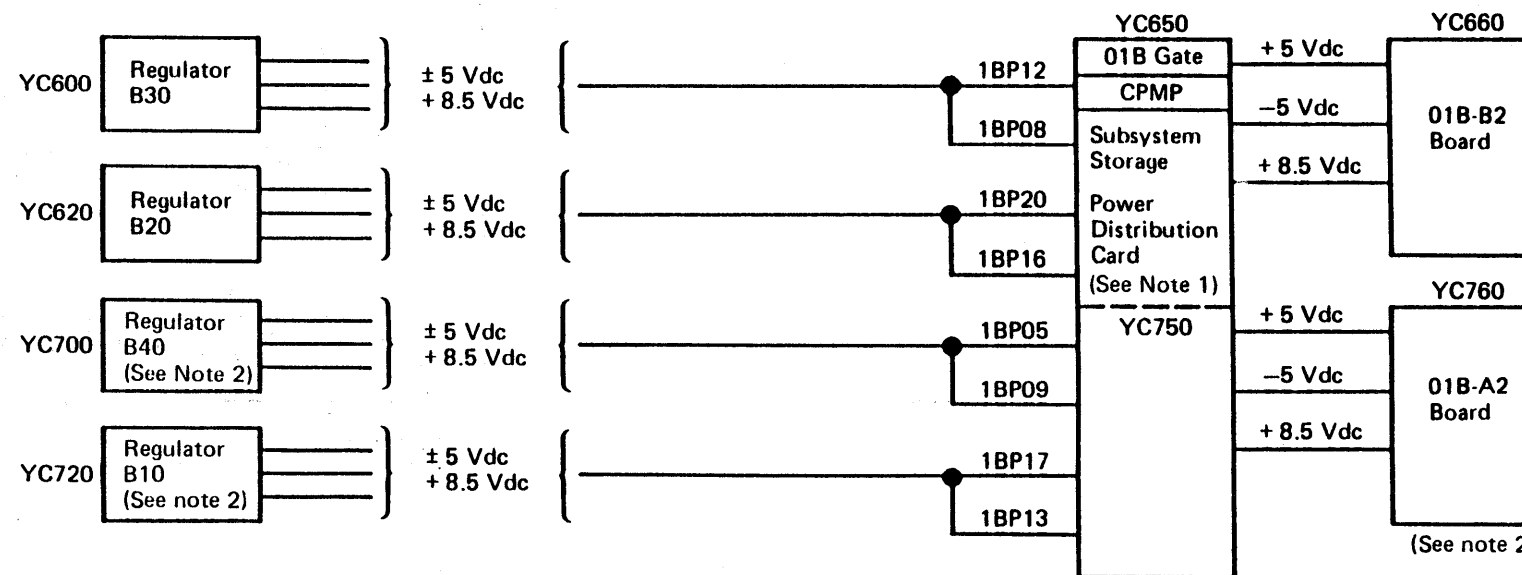 YC600
Regulator
B30
± 5 Vdc
+ 8.5 Vdc
1BP12
1BP08
YC620
Regulator
B20
± 5 Vdc
+ 8.5 Vdc
1BP20
1BP16
YC700
Regulator
B40
(See Note 2)
± 5 Vdc
+ 8.5 Vdc
1BP05
1BP09
YC720
Regulator
B10
(See note 2)
± 5 Vdc
+ 8.5 Vdc
1BP17
1BP13
YC650
01B Gate
CPMP
Subsystem
Storage
Power
Distribution
Card
(See Note 1)
YC750
+ 5 Vdc
–5 Vdc
+ 8.5 Vdc
YC660
01B-B2
Board
+ 5 Vdc
–5 Vdc
+ 8.5 Vdc
YC760
01B-A2
Board
(See note 2